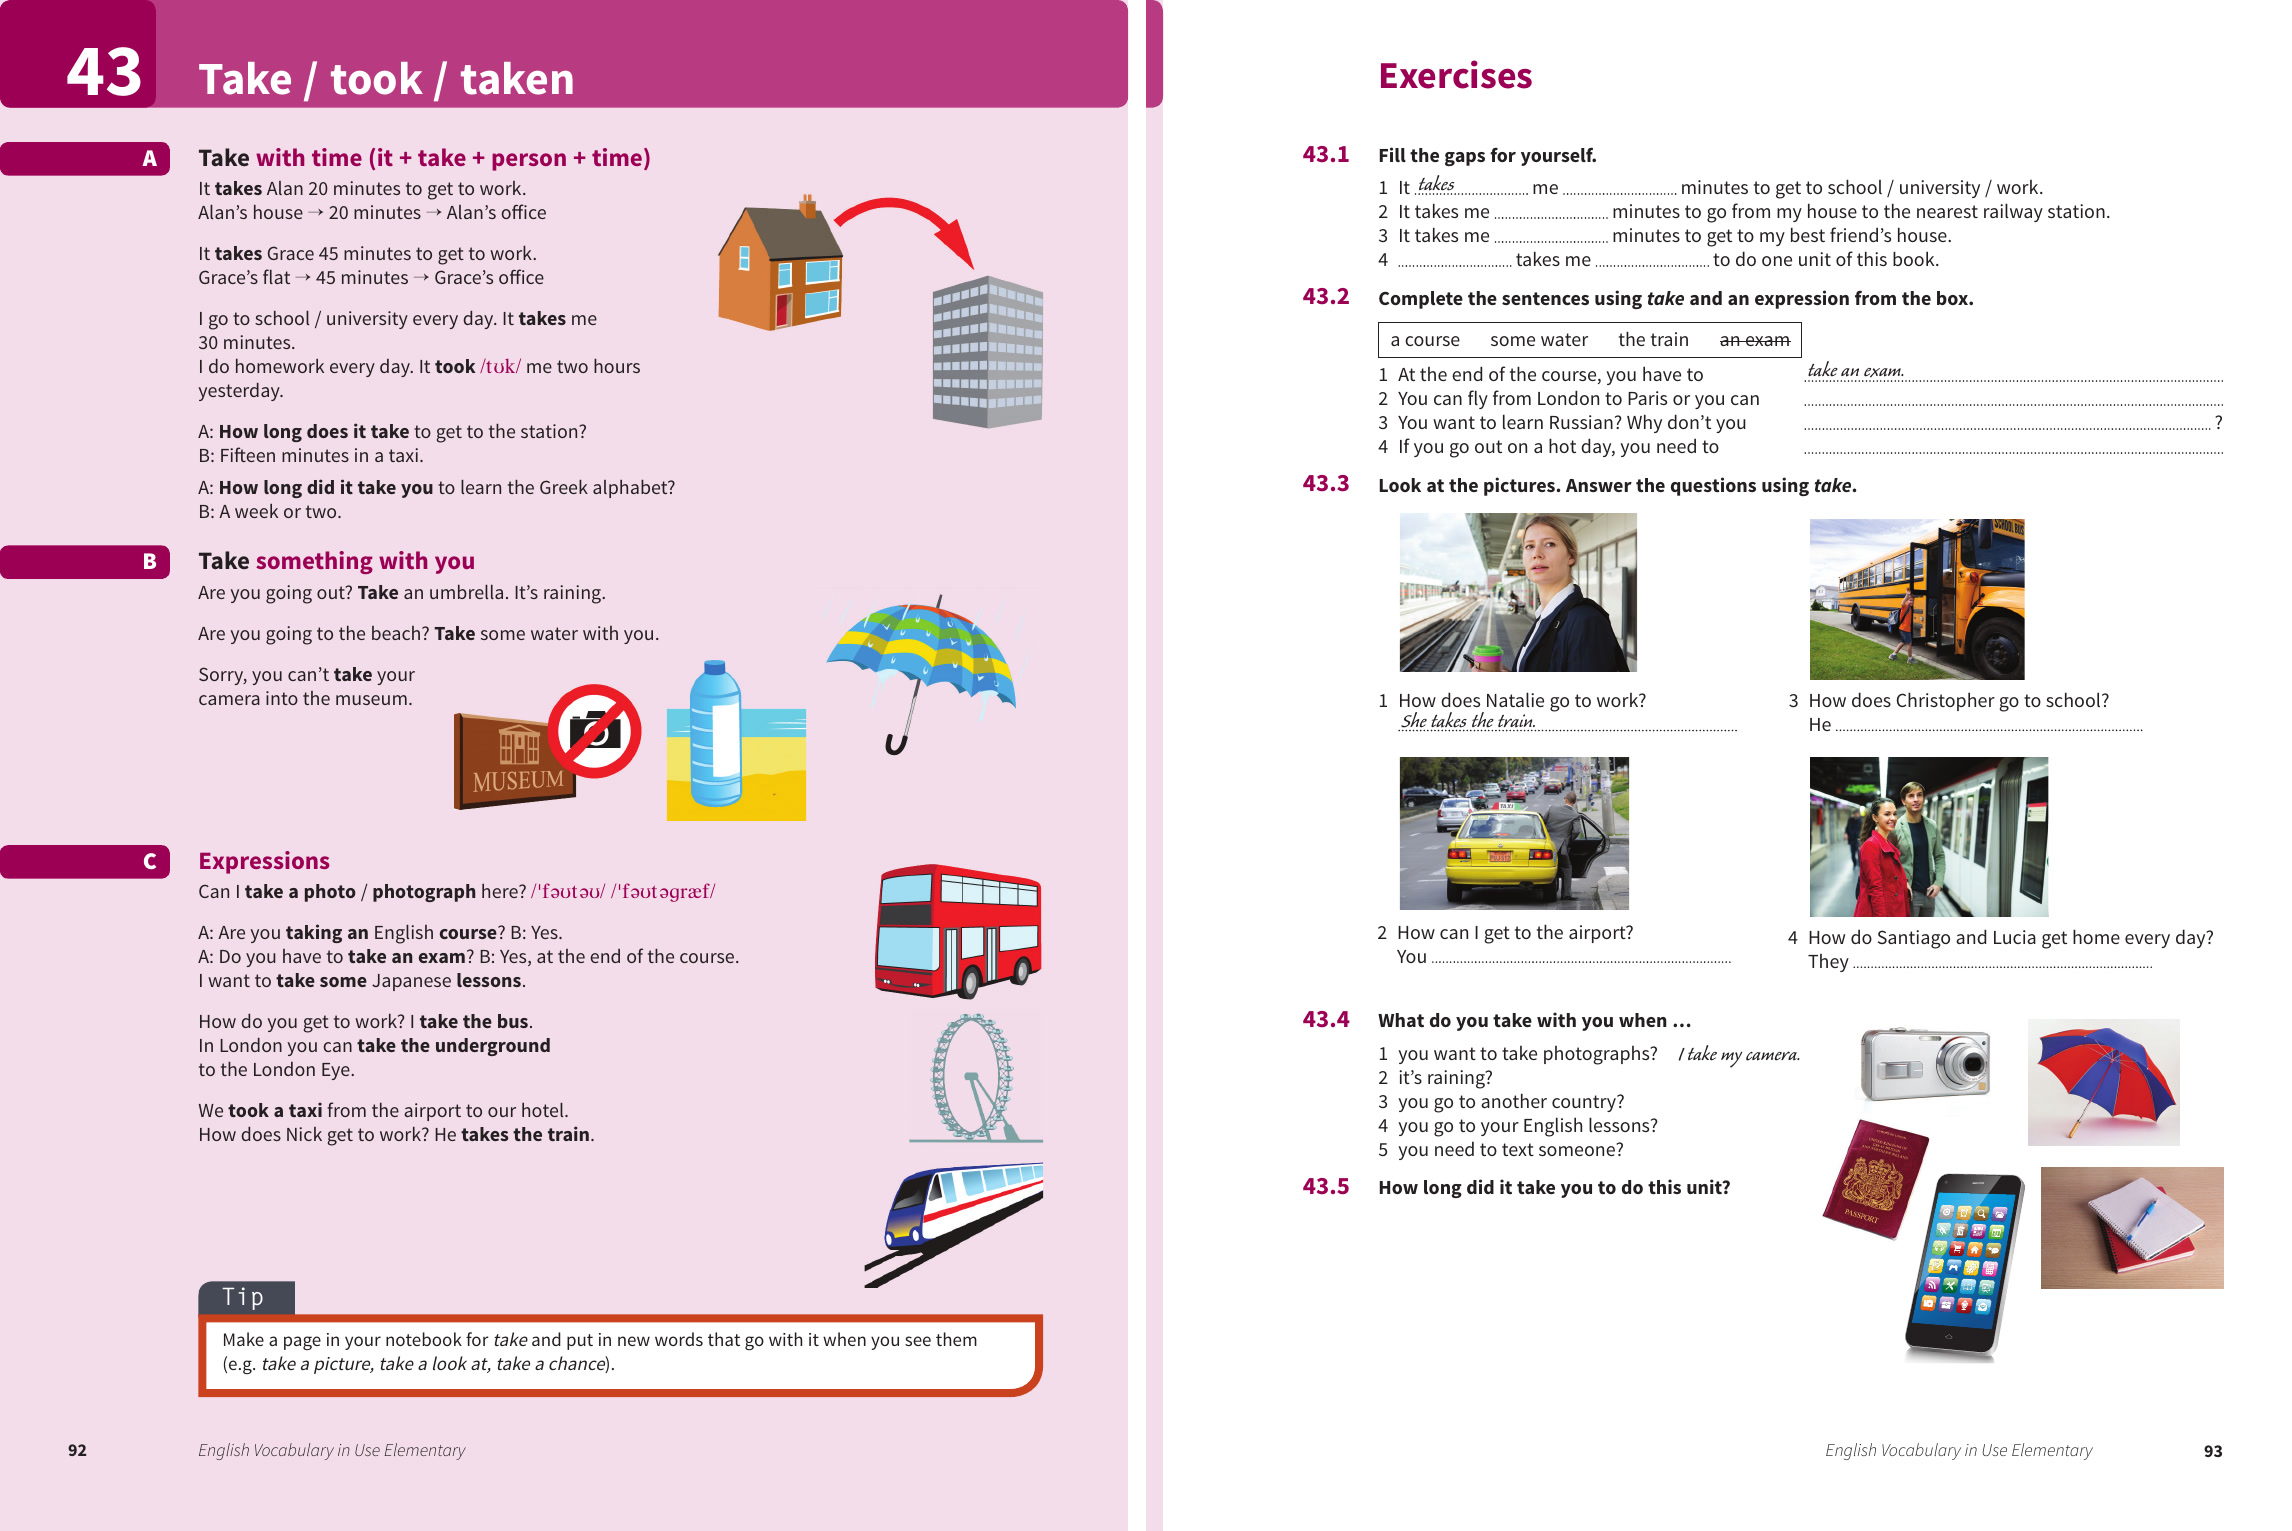 43
Take / took / taken
A
Take with time (it + take + person + time)
It takes Alan 20 minutes to get to work.
Alan's house → 20 minutes → Alan's office
It takes Grace 45 minutes to get to work.
Grace's flat → 45 minutes → Grace's office
I go to school / university every day. It takes me
30 minutes.
I do homework every day. It took /tʊk/ me two hours
yesterday.
A: How long does it take to get to the station?
B: Fifteen minutes in a taxi.
A: How long did it take you to learn the Greek alphabet?
B: A week or two.
B
Take something with you
Are you going out? Take an umbrella. It's raining.
Are you going to the beach? Take some water with you.
Sorry, you can't take your
camera into the museum.
MUSEUM
C
Expressions
Can I take a photo / photograph here? /ˈfəʊtəʊ/ /ˈfəʊtəgræf/
A: Are you taking an English course? B: Yes.
A: Do you have to take an exam? B: Yes, at the end of the course.
I want to take some Japanese lessons.
How do you get to work? I take the bus.
In London you can take the underground
to the London Eye.
We took a taxi from the airport to our hotel.
How does Nick get to work? He takes the train.
Tip
Make a page in your notebook for take and put in new words that go with it when you see them
(e.g. take a picture, take a look at, take a chance).
92
English Vocabulary in Use Elementary
Exercises
43.1 Fill the gaps for yourself.
1 It takes me minutes to get to school / university / work.
2 It takes me minutes to go from my house to the nearest railway station.
3 It takes me minutes to get to my best friend's house.
4 takes me to do one unit of this book.
43.2 Complete the sentences using take and an expression from the box.
a course some water the train an exam
1 At the end of the course, you have to take an exam.
2 You can fly from London to Paris or you can
3 You want to learn Russian? Why don't you ?
4 If you go out on a hot day, you need to
43.3 Look at the pictures. Answer the questions using take.
SCHOOL BUS
1 How does Natalie go to work?
She takes the train.
3 How does Christopher go to school?
He
TAXI
2 How can I get to the airport?
You
4 How do Santiago and Lucia get home every day?
They
43.4 What do you take with you when ...
1 you want to take photographs? I take my camera.
2 it's raining?
3 you go to another country?
4 you go to your English lessons?
5 you need to text someone?
PASSPORT
43.5 How long did it take you to do this unit?
English Vocabulary in Use Elementary
93